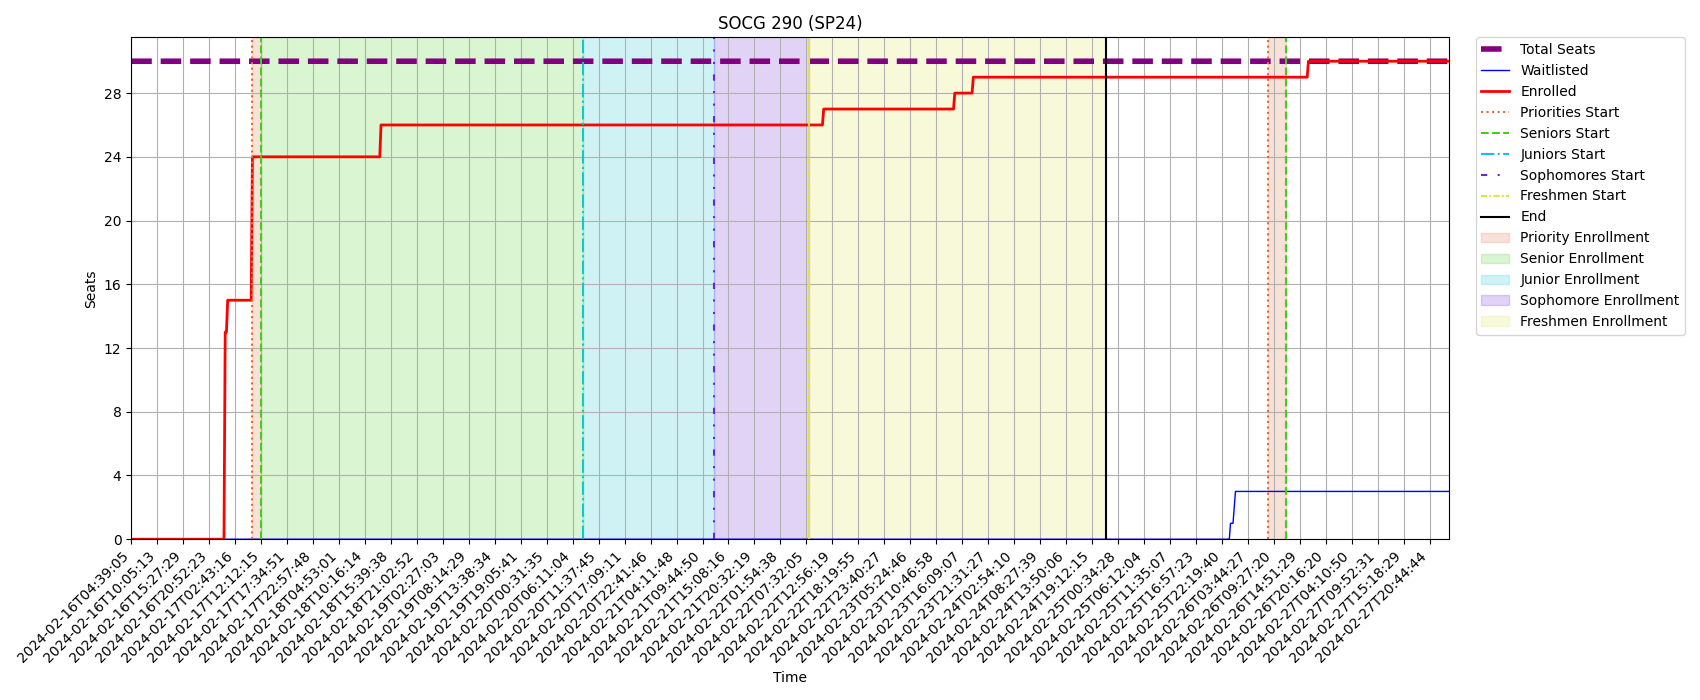 SOCG 290 (SP24)
Total Seats
Waitlisted
Enrolled
Priorities Start
Seniors Start
Juniors Start
Sophomores Start
Freshmen Start
End
Priority Enrollment
Senior Enrollment
Junior Enrollment
Sophomore Enrollment
Freshmen Enrollment
Seats
28
24
20
16
12
8
4
0
2024-02-16T04:39:05
2024-02-16T10:05:13
2024-02-16T15:27:29
2024-02-16T20:52:23
2024-02-17T02:43:16
2024-02-17T12:12:15
2024-02-17T17:34:51
2024-02-17T22:57:48
2024-02-18T04:53:01
2024-02-18T10:16:14
2024-02-18T15:39:38
2024-02-18T21:02:52
2024-02-19T02:27:03
2024-02-19T08:14:29
2024-02-19T13:38:34
2024-02-19T19:05:41
2024-02-20T00:31:35
2024-02-20T06:11:04
2024-02-20T11:37:45
2024-02-20T17:09:11
2024-02-20T22:41:46
2024-02-21T04:11:48
2024-02-21T09:44:50
2024-02-21T15:08:16
2024-02-21T20:32:19
2024-02-22T01:54:38
2024-02-22T07:32:05
2024-02-22T12:56:19
2024-02-22T18:19:55
2024-02-22T23:40:27
2024-02-23T05:24:46
2024-02-23T10:46:58
2024-02-23T16:09:07
2024-02-23T21:31:27
2024-02-24T02:54:10
2024-02-24T08:27:39
2024-02-24T13:50:06
2024-02-24T19:12:15
2024-02-25T00:34:28
2024-02-25T06:12:04
2024-02-25T11:35:07
2024-02-25T16:57:23
2024-02-25T22:19:40
2024-02-26T03:44:27
2024-02-26T09:27:20
2024-02-26T14:51:29
2024-02-26T20:16:20
2024-02-27T04:10:50
2024-02-27T09:52:31
2024-02-27T15:18:29
2024-02-27T20:44:44
Time